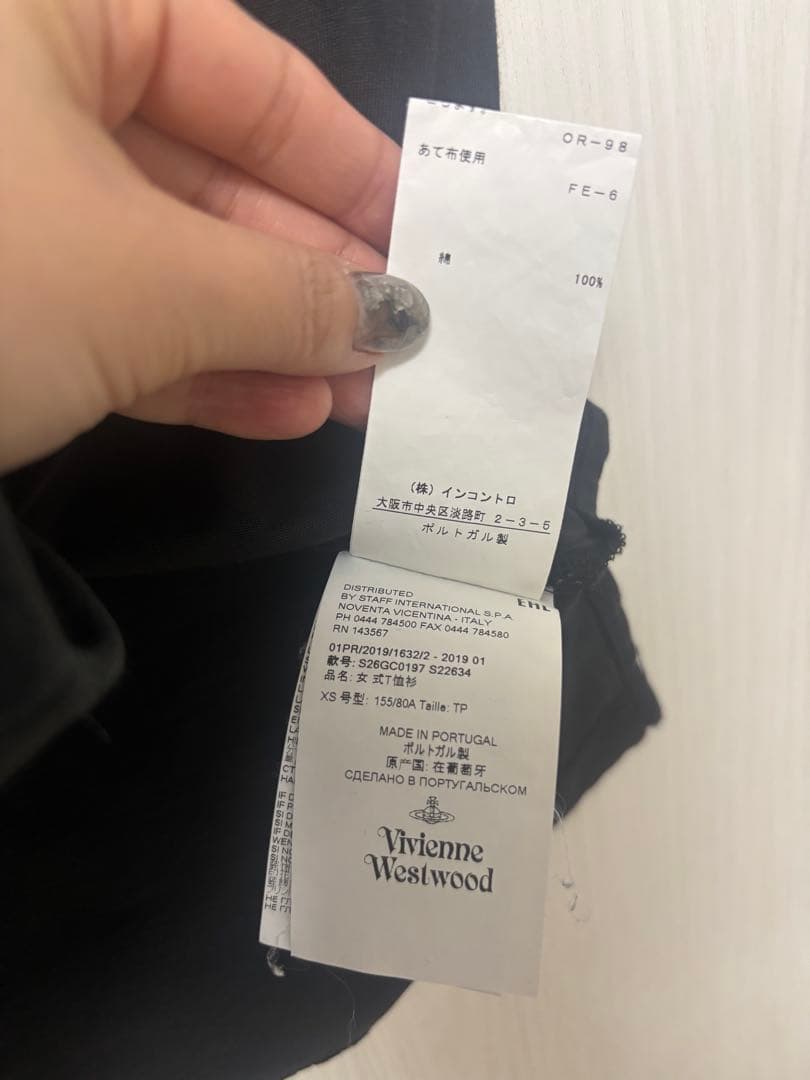 OR-98
あて布使用
FE-6
綿
100%
(株)インコントロ
大阪市中央区淡路町 2-3-5
ポルトガル製
DISTRIBUTED
BY STAFF INTERNATIONAL S.P.A.
NOVENTA VICENTINA - ITALY
PH 0444 784500 FAX 0444 784580
RN 143567
01PR/2019/1632/2 - 2019 01
款号: S26GC0197 S22634
品名: 女 式T恤衫
XS 号型: 155/80A Taille: TP
MADE IN PORTUGAL
ポルトガル製
原产国: 在葡萄牙
СДЕЛАНО В ПОРТУГАЛЬСКОМ
Vivienne
Westwood